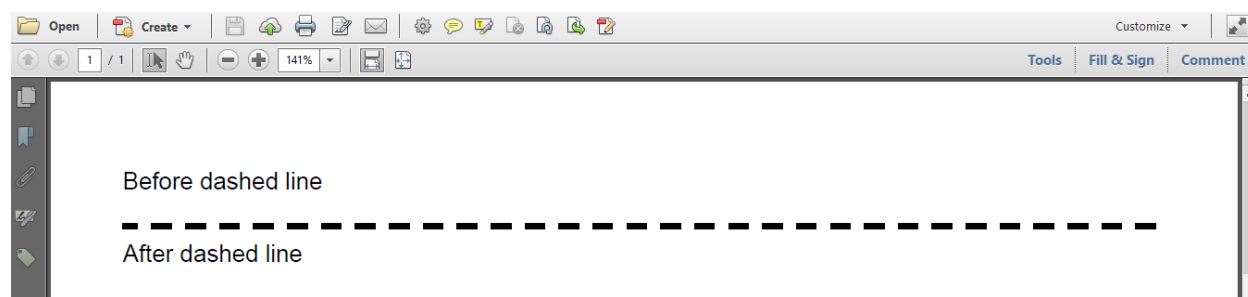 Open Create Customize
1 / 1 141% Tools Fill & Sign Comment
Before dashed line
After dashed line